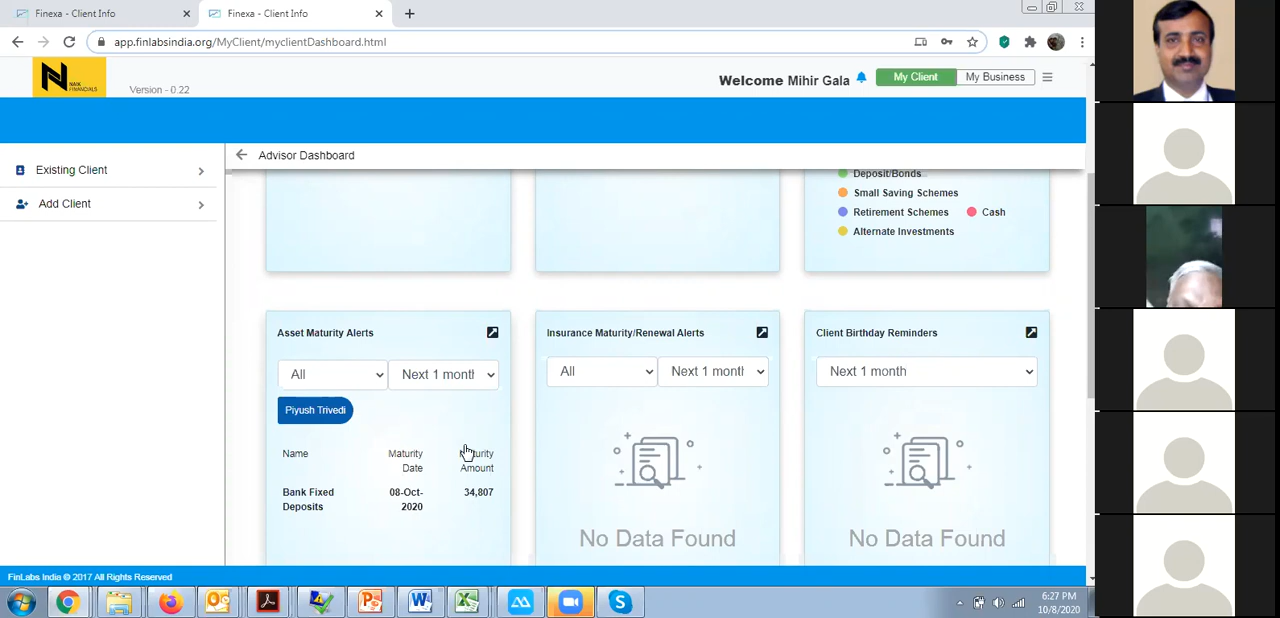 Finexa - Client Info
Finexa - Client Info
app.finlabsindia.org/MyClient/myclientDashboard.html
N
NAIK
FINANCIALS
Version - 0.22
Welcome Mihir Gala
My Client
My Business
Existing Client
Add Client
Advisor Dashboard
Deposit/Bonds
Small Saving Schemes
Retirement Schemes
Cash
Alternate Investments
Asset Maturity Alerts
All
Next 1 month
Piyush Trivedi
Name
Maturity
Date
Amount
Bank Fixed
Deposits
08-Oct-
2020
34,807
Insurance Maturity/Renewal Alerts
All
Next 1 month
No Data Found
Client Birthday Reminders
Next 1 month
No Data Found
FinLabs India © 2017 All Rights Reserved
6:27 PM
10/8/2020